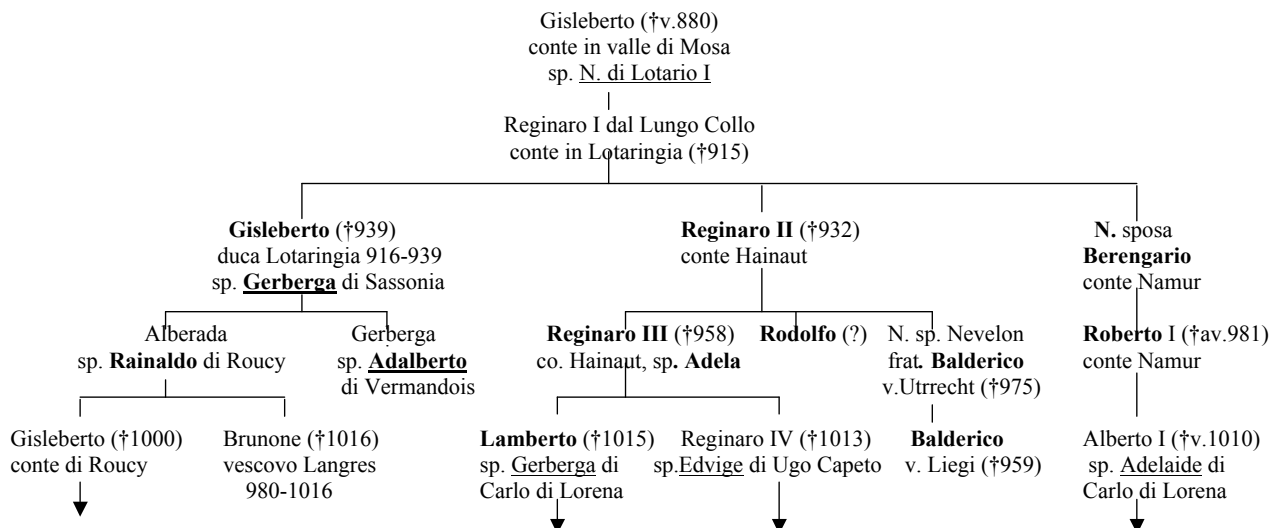 Gisleberto (†v.880)
conte in valle di Mosa
sp. N. di Lotario I
Reginaro I dal Lungo Collo
conte in Lotaringia (†915)
Gisleberto (†939)
duca Lotaringia 916-939
sp. Gerberga di Sassonia
Reginaro II (†932)
conte Hainaut
N. sposa
Berengario
conte Namur
Alberada
sp. Rainaldo di Roucy
Gerberga
sp. Adalberto
di Vermandois
Reginaro III (†958)
co. Hainaut, sp. Adela
Rodolfo (?)
N. sp. Nevelon
frat. Balderico
v.Utrrecht (†975)
Roberto I (†av.981)
conte Namur
Gisleberto (†1000)
conte di Roucy
Brunone (†1016)
vescovo Langres
980-1016
Lamberto (†1015)
sp. Gerberga di
Carlo di Lorena
Reginaro IV (†1013)
sp.Edvige di Ugo Capeto
Balderico
v. Liegi (†959)
Alberto I (†v.1010)
sp. Adelaide di
Carlo di Lorena